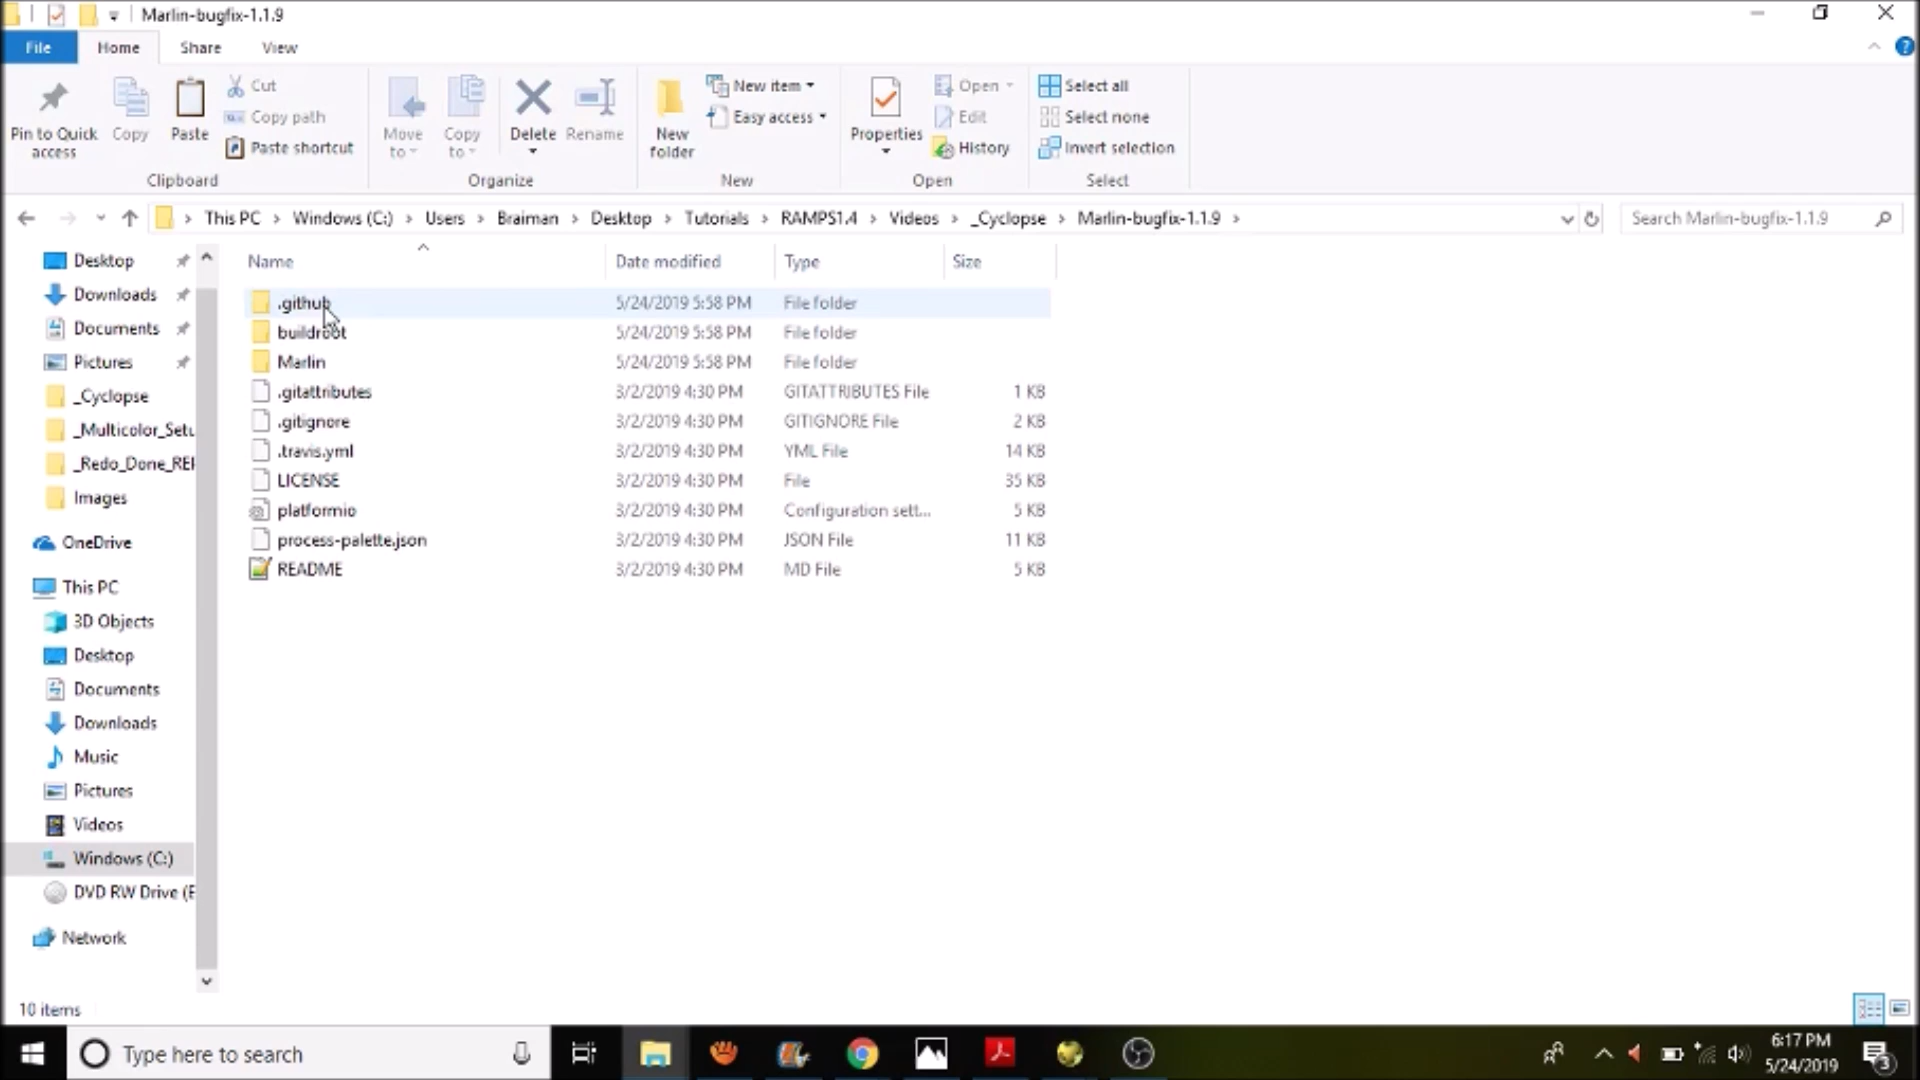 Marlin-bugfix-1.1.9
File Home Share View
Pin to Quick access
Copy
Paste
Cut
Copy path
Paste shortcut
Clipboard
Move to
Copy to
Delete
Rename
Organize
New folder
New item
Easy access
New
Properties
Open
Edit
History
Open
Select all
Select none
Invert selection
Select
This PC > Windows (C:) > Users > Braiman > Desktop > Tutorials > RAMPS1.4 > Videos > _Cyclopse > Marlin-bugfix-1.1.9 >
Search Marlin-bugfix-1.1.9
Desktop
Downloads
Documents
Pictures
_Cyclopse
_Multicolor_Setu
_Redo_Done_REI
Images
OneDrive
This PC
3D Objects
Desktop
Documents
Downloads
Music
Pictures
Videos
Windows (C:)
DVD RW Drive (E
Network
Name Date modified Type Size
.github 5/24/2019 5:58 PM File folder
buildroot 5/24/2019 5:58 PM File folder
Marlin 5/24/2019 5:58 PM File folder
.gitattributes 3/2/2019 4:30 PM GITATTRIBUTES File 1 KB
.gitignore 3/2/2019 4:30 PM GITIGNORE File 2 KB
.travis.yml 3/2/2019 4:30 PM YML File 14 KB
LICENSE 3/2/2019 4:30 PM File 35 KB
platformio 3/2/2019 4:30 PM Configuration sett... 5 KB
process-palette.json 3/2/2019 4:30 PM JSON File 11 KB
README 3/2/2019 4:30 PM MD File 5 KB
10 items
Type here to search
6:17 PM
5/24/2019
3